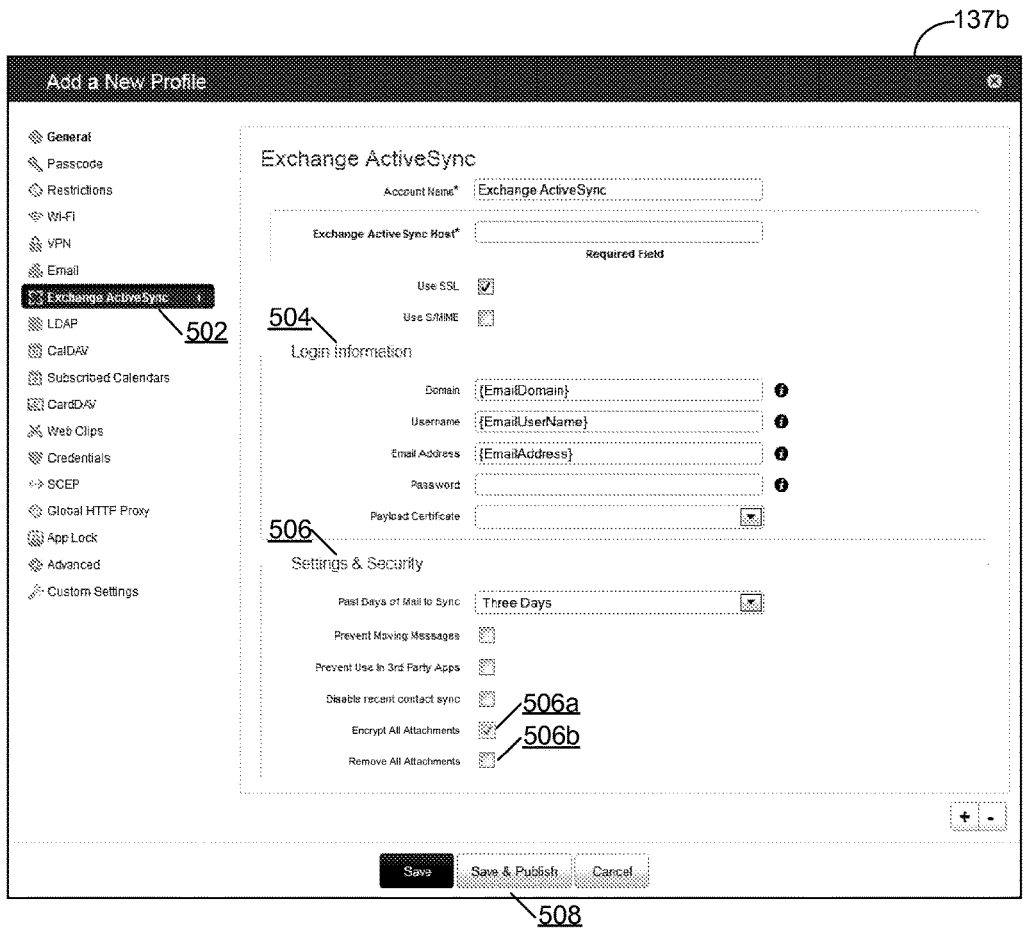 137b
Add a New Profile
General
Passcode
Restrictions
Wi-Fi
VPN
Email
Exchange ActiveSync
502
LDAP
CalDAV
Subscribed Calendars
CardDAV
Web Clips
Credentials
SCEP
Global HTTP Proxy
App Lock
Advanced
Custom Settings
Exchange ActiveSync
Account Name* Exchange ActiveSync
Exchange ActiveSync Host*
Required Field
Use SSL
Use S/MIME
504
Login Information
Domain {EmailDomain}
Username {EmailUserName}
Email Address {EmailAddress}
Password
Payload Certificate
506
Settings & Security
Past Days of Mail to Sync Three Days
Prevent Moving Messages
Prevent Use In 3rd Party Apps
Disable recent contact sync
Encrypt All Attachments 506a
Remove All Attachments 506b
+ -
Save Save & Publish Cancel
508